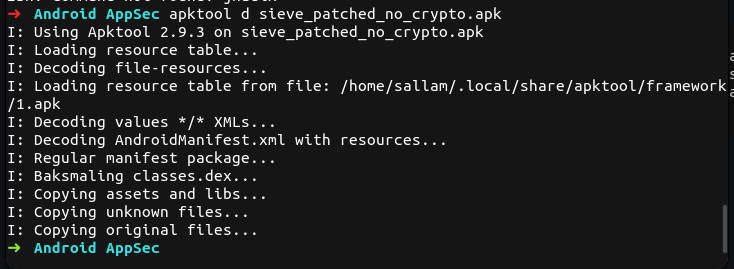 → Android AppSec apktool d sieve_patched_no_crypto.apk
I: Using Apktool 2.9.3 on sieve_patched_no_crypto.apk
I: Loading resource table...
I: Decoding file-resources...
I: Loading resource table from file: /home/sallam/.local/share/apktool/framework
/1.apk
I: Decoding values */* XMLs...
I: Decoding AndroidManifest.xml with resources...
I: Regular manifest package...
I: Baksmaling classes.dex...
I: Copying assets and libs...
I: Copying unknown files...
I: Copying original files...
→ Android AppSec